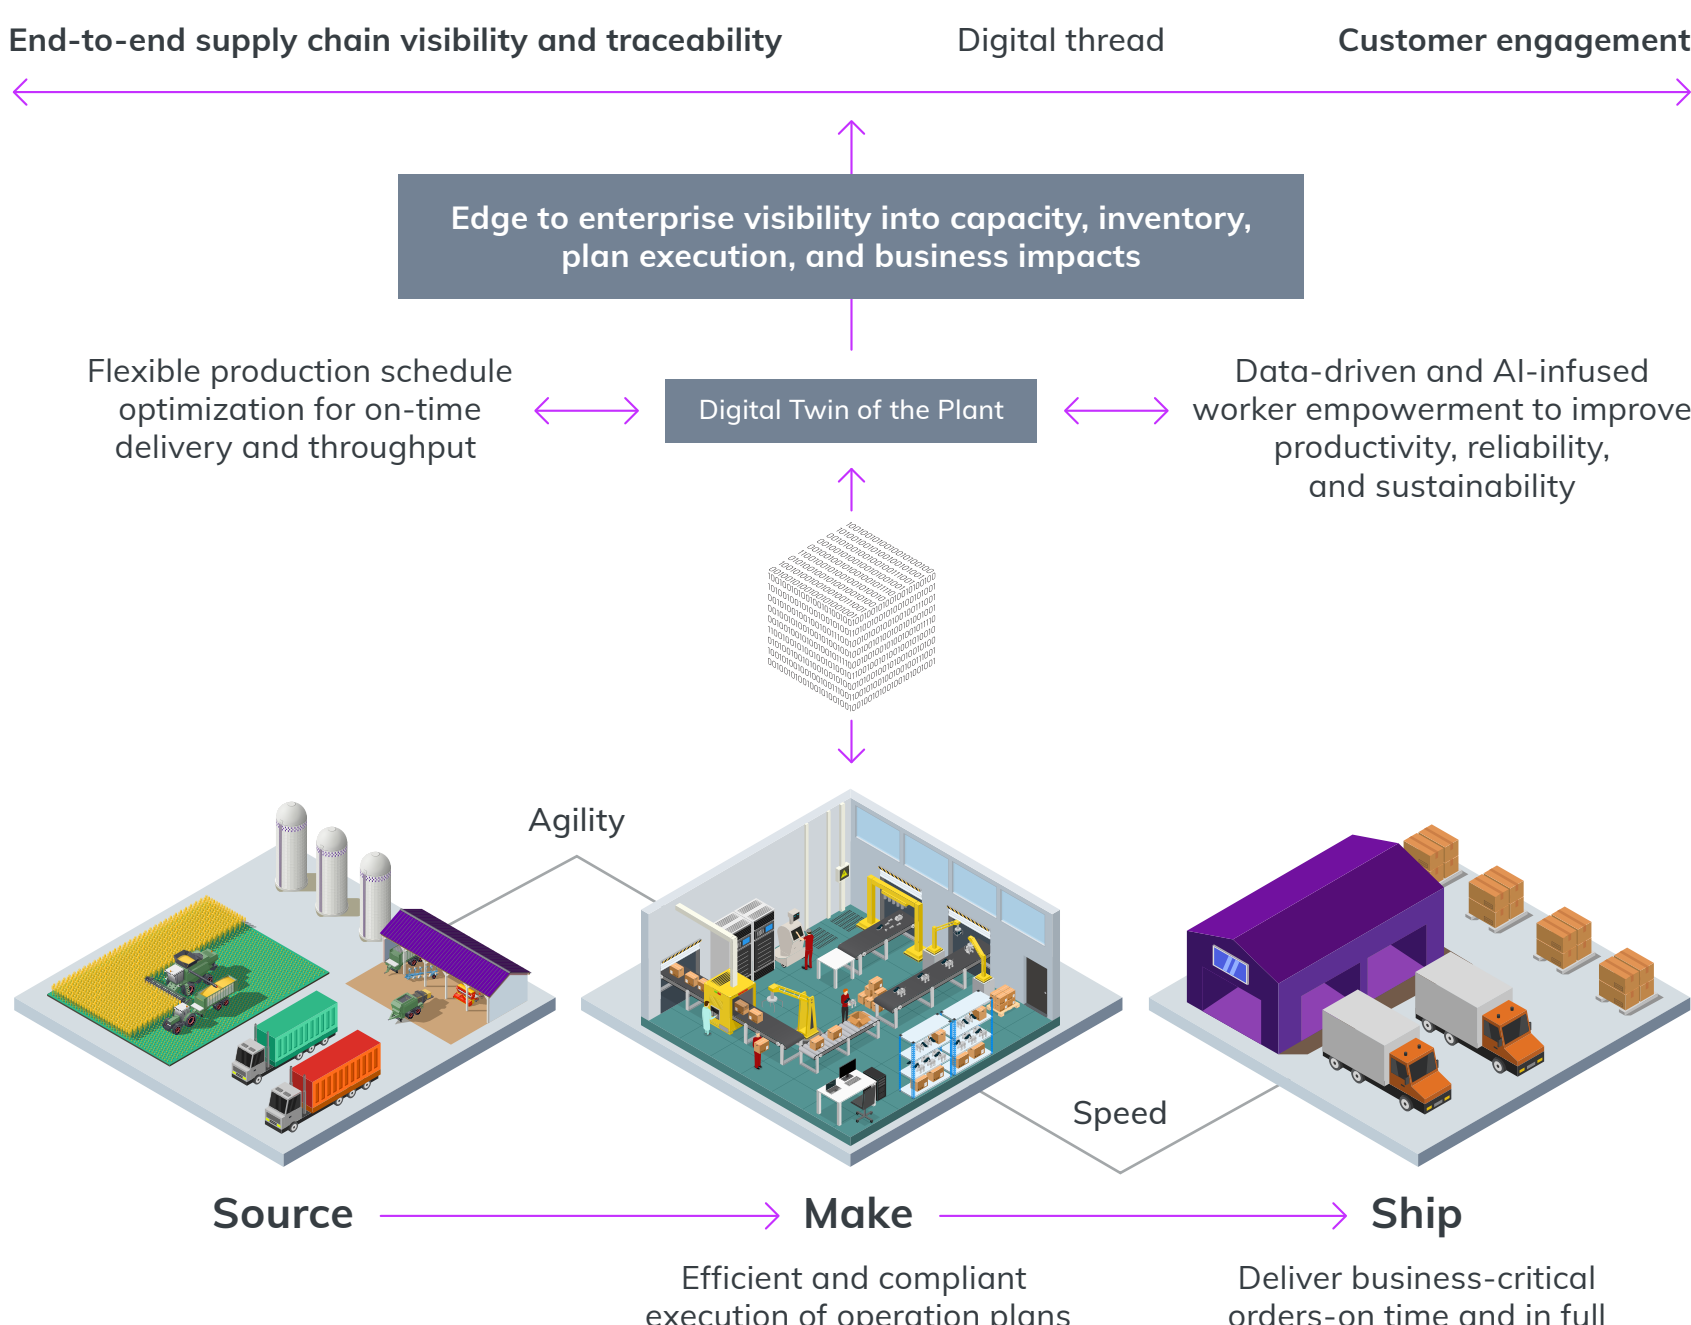 End-to-end supply chain visibility and traceability
Digital thread
Customer engagement
Edge to enterprise visibility into capacity, inventory,
plan execution, and business impacts
Flexible production schedule
optimization for on-time
delivery and throughput
Digital Twin of the Plant
Data-driven and AI-infused
worker empowerment to improve
productivity, reliability,
and sustainability
Agility
Speed
Source
Make
Ship
Efficient and compliant
execution of operation plans
Deliver business-critical
orders-on time and in full